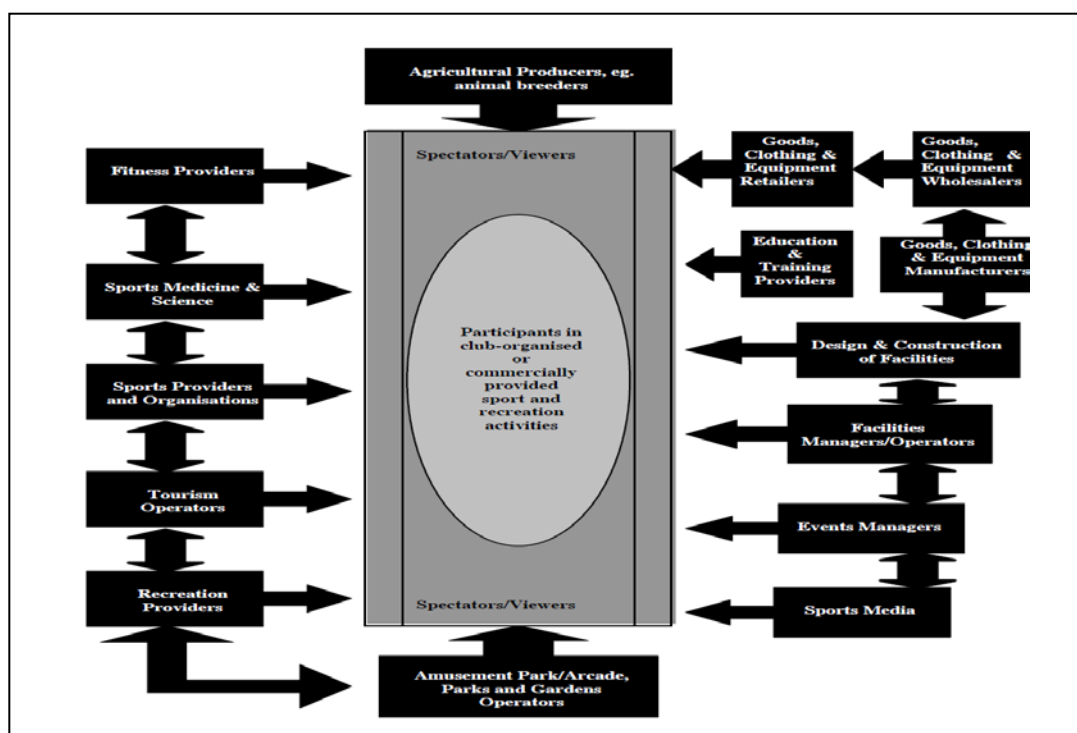 Agricultural Producers, eg.
animal breeders
Spectators/Viewers
Fitness Providers
Goods,
Clothing &
Equipment
Retailers
Goods,
Clothing &
Equipment
Wholesalers
Sports Medicine &
Science
Education
&
Training
Providers
Goods, Clothing
& Equipment
Manufacturers
Participants in
club-organised
or
commercially
provided
sport and
recreation
activities
Design & Construction
of Facilities
Sports Providers
and Organisations
Facilities
Managers/Operators
Tourism
Operators
Events Managers
Recreation
Providers
Spectators/Viewers
Sports Media
Amusement Park/Arcade,
Parks and Gardens
Operators